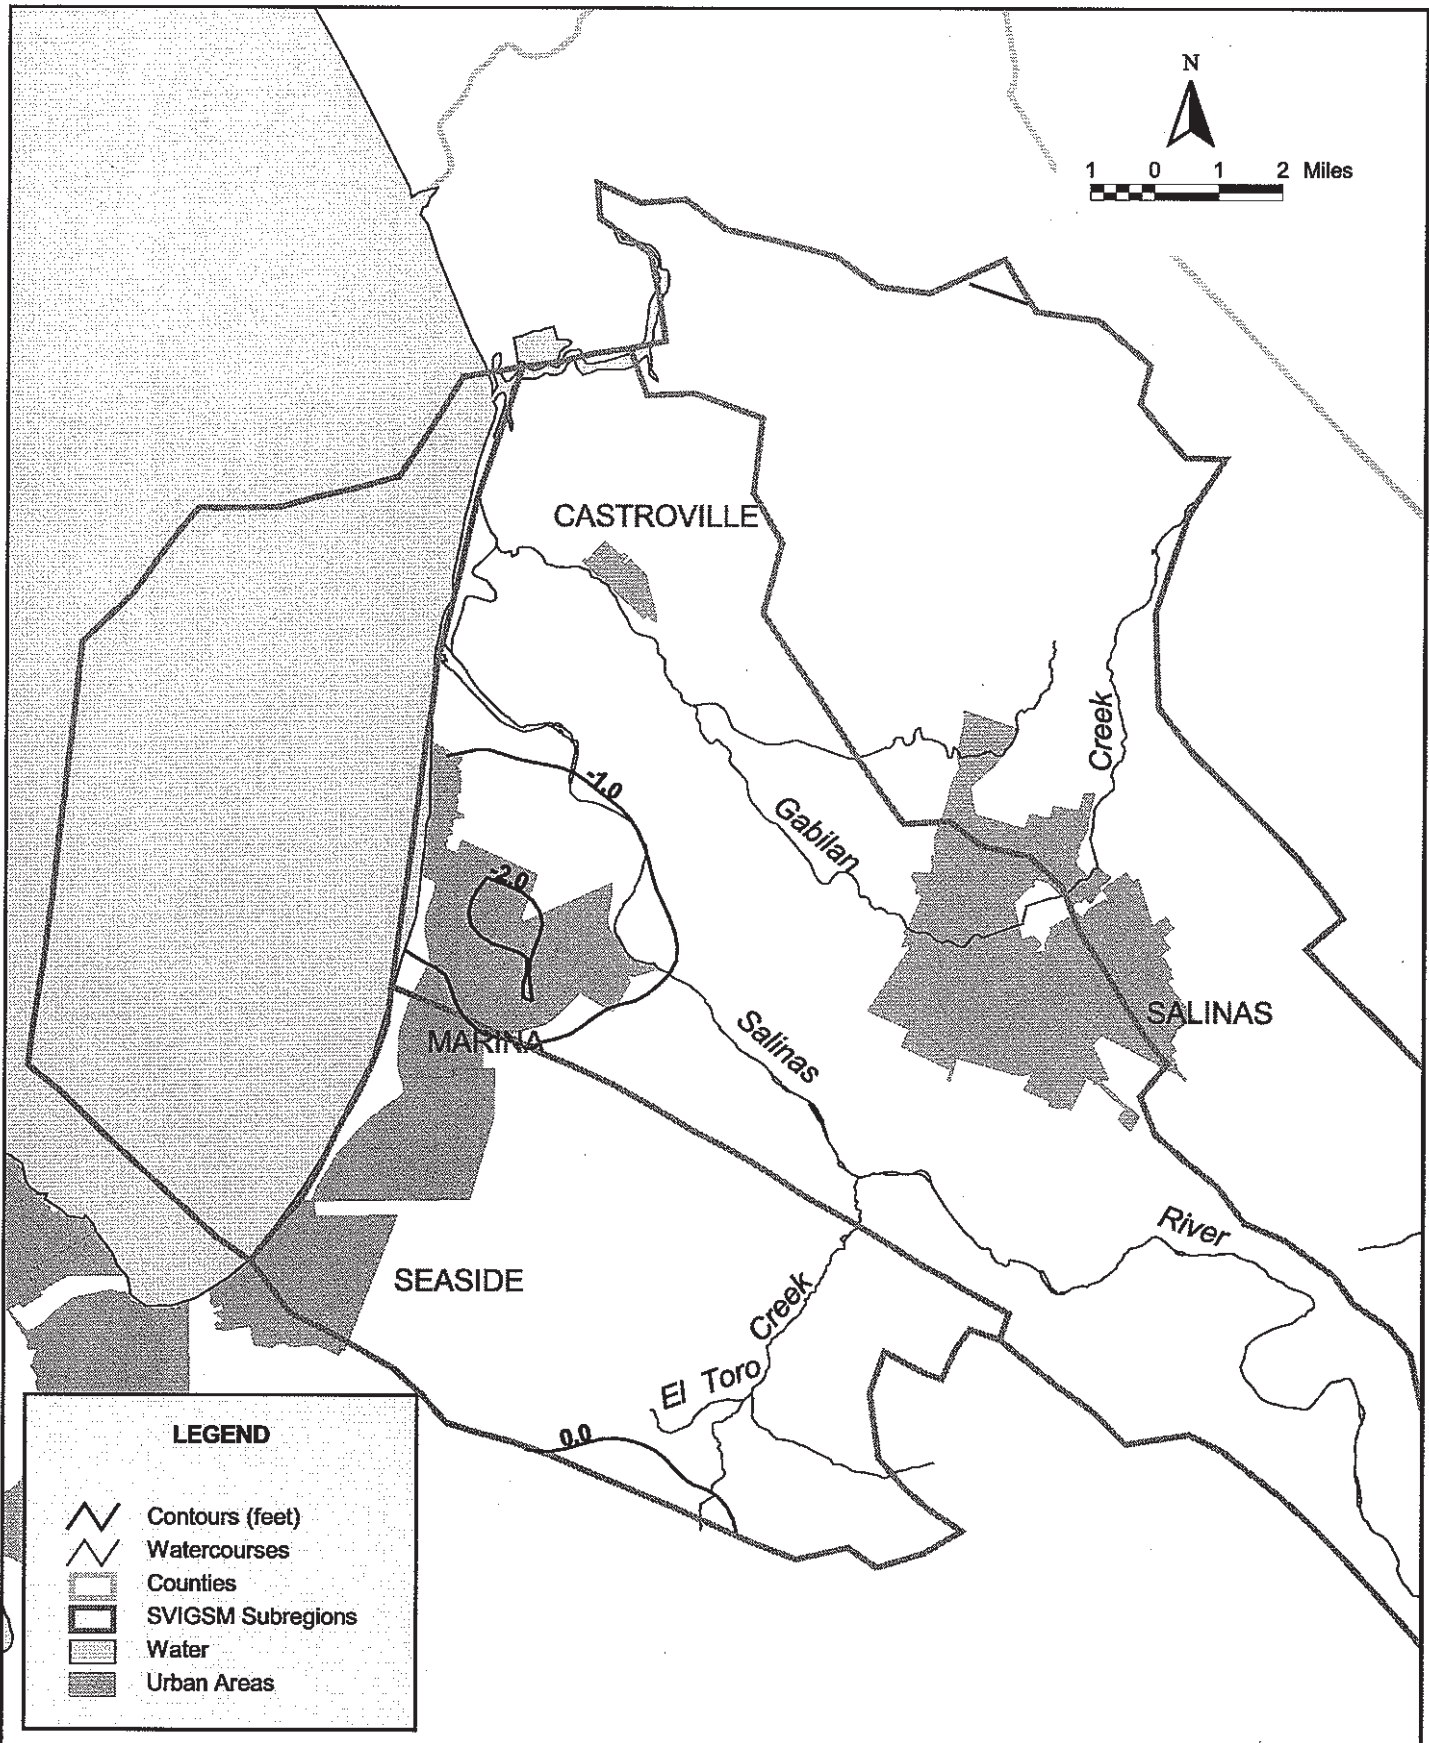 N
1 0 1 2 Miles
CASTROVILLE
Creek
-1.0
Gabilan
-2.0
SALINAS
MARINA
Salinas
River
SEASIDE
Creek
El Toro
0.0
LEGEND
Contours (feet)
Watercourses
Counties
SVIGSM Subregions
Water
Urban Areas